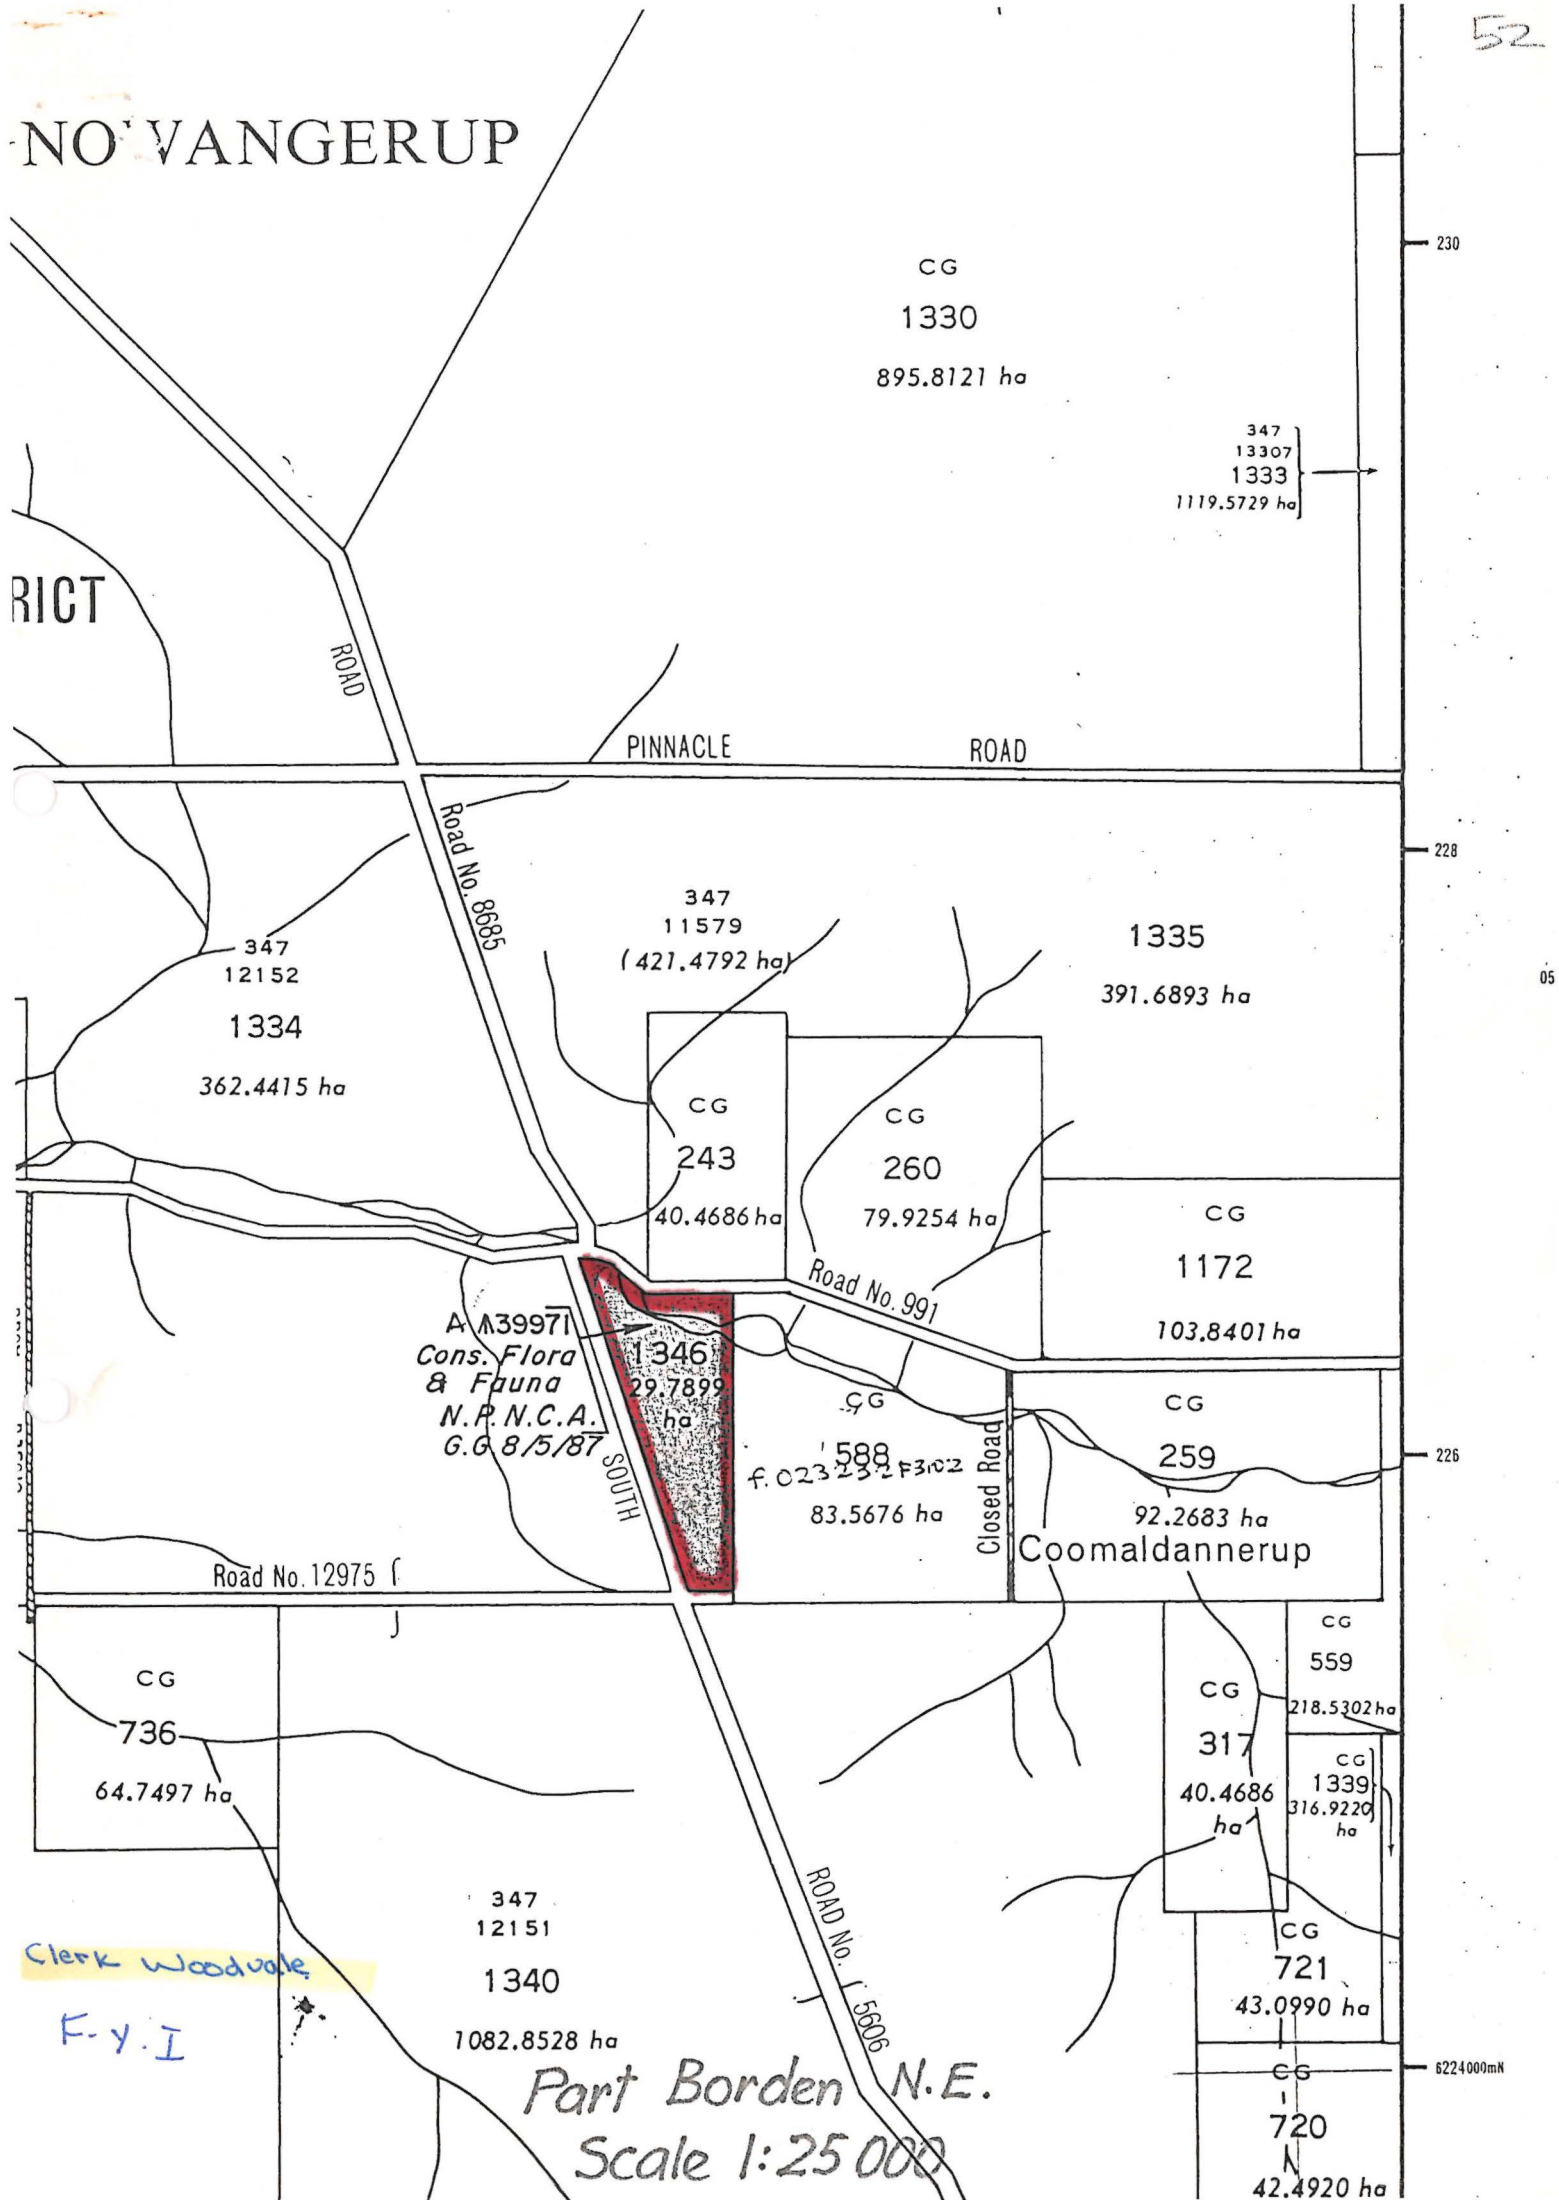 52
NO VANGERUP
230
CG
1330
895.8121 ha
347
13307
1333
1119.5729 ha
RICT
ROAD
PINNACLE ROAD
Road No. 8685
228
347
11579
(421.4792 ha)
1335
391.6893 ha
05
347
12152
1334
362.4415 ha
CG
243
40.4686 ha
CG
260
79.9254 ha
CG
1172
103.8401 ha
Road No. 991
A 39971
Cons. Flora
& Fauna
N.P.N.C.A.
G.G. 8/5/87
1346
29.7899
ha
SOUTH
CG
588
f. 023232F3102
83.5676 ha
Closed Road
CG
259
92.2683 ha
226
Coomaldannerup
Road No. 12975
CG
736
64.7497 ha
CG
317
40.4686
ha
CG
559
218.5302 ha
CG
1339
316.9220
ha
347
12151
1340
1082.8528 ha
ROAD No. 5606
CG
721
43.0990 ha
Clerk Woodvale
F.Y.I
6224000mN
CG
720
42.4920 ha
Part Borden N.E.
Scale 1:25 000